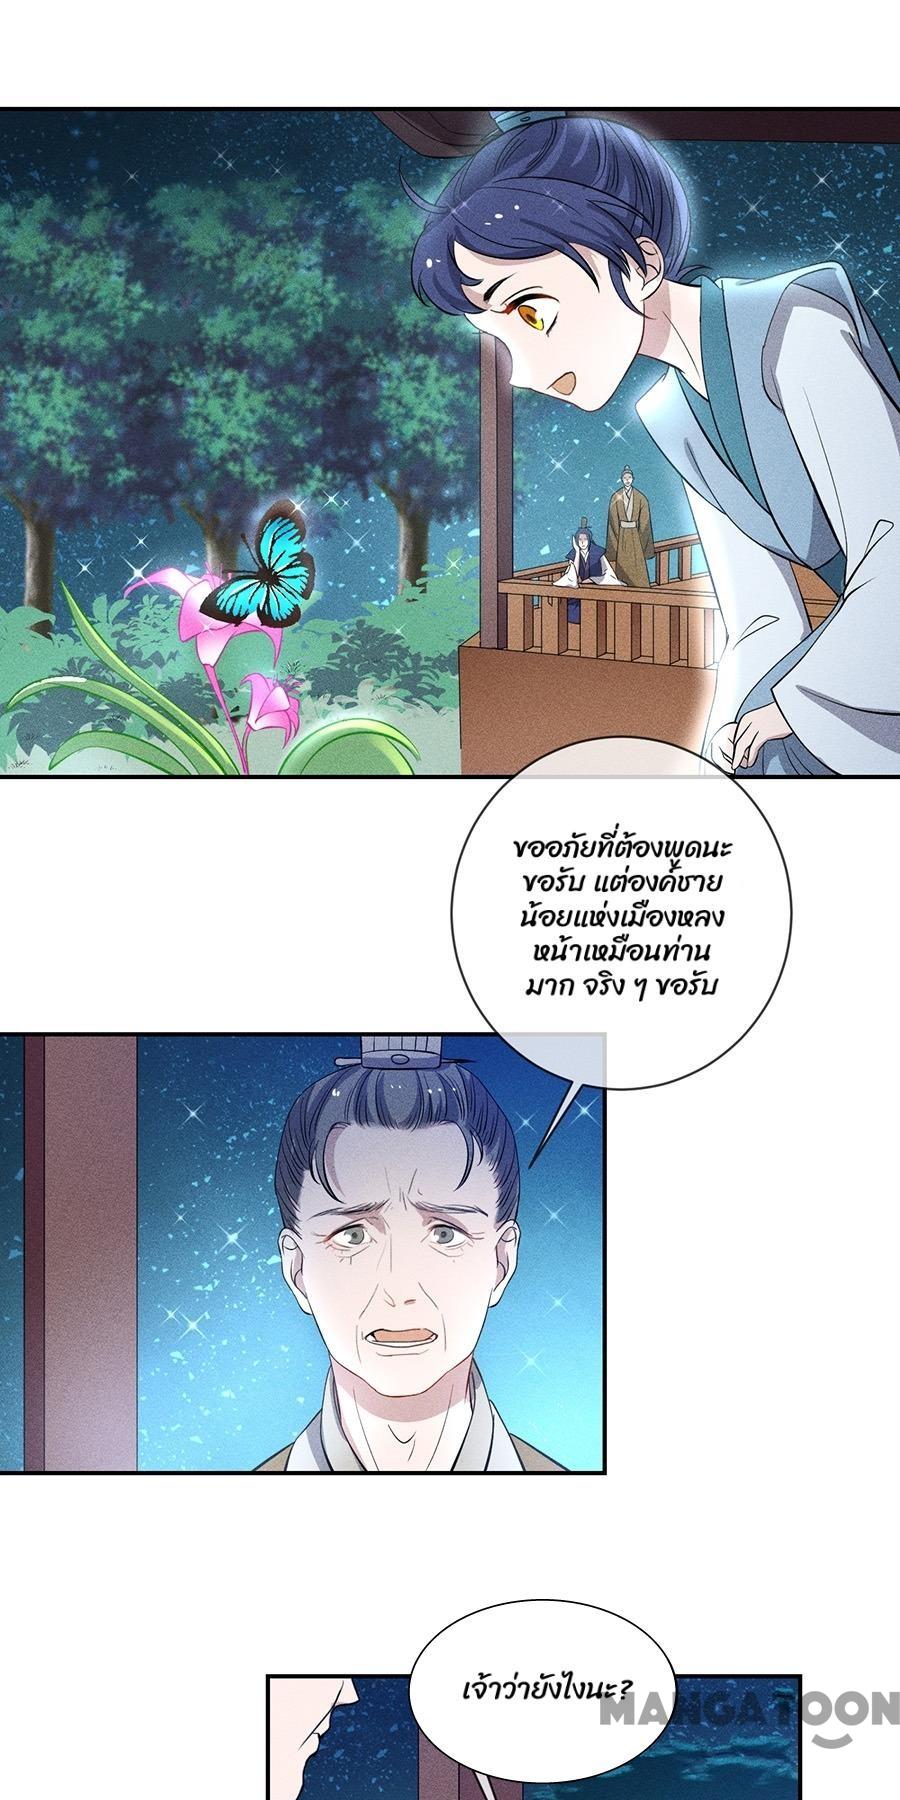 ขออภัยที่ต้องพูดนะ
ขอรับ แต่องค์ชาย
น้อยแห่งเมืองหลง
หน้าเหมือนท่าน
มาก จริง ๆ ขอรับ
เจ้าว่ายังไงนะ?
MANGATOON